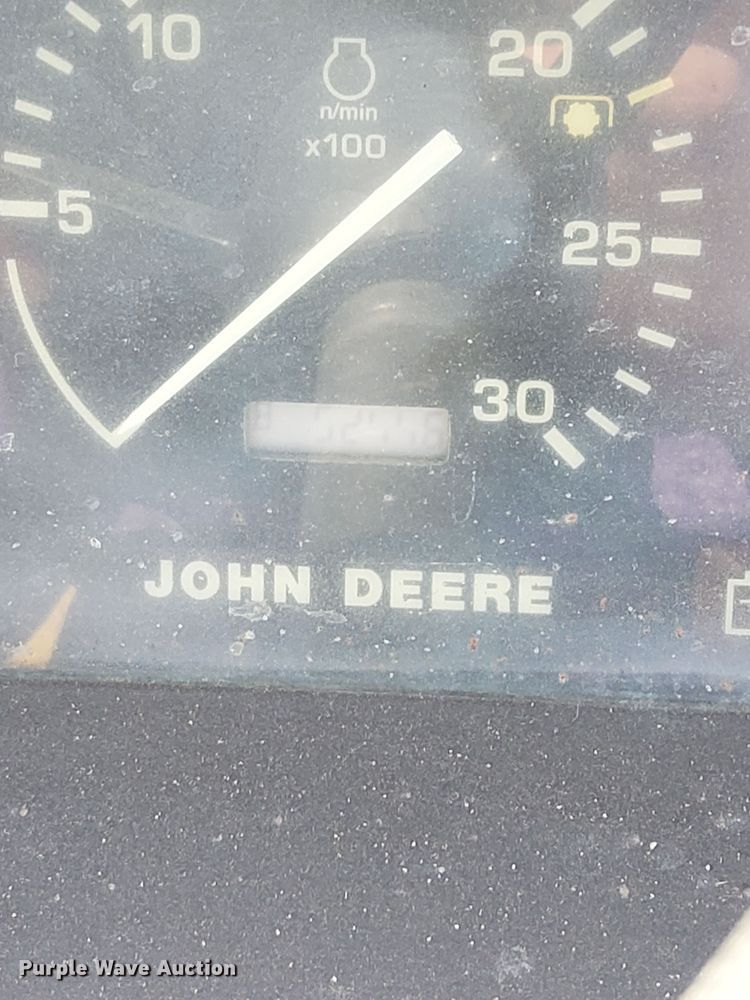 10
20
n/min
x100
5
25
30
JOHN DEERE
Purple Wave Auction